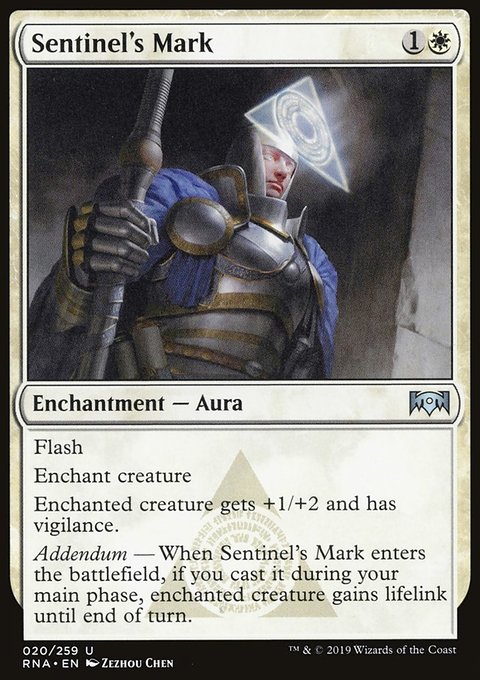 Sentinel's Mark 1
Enchantment — Aura
Flash
Enchant creature
Enchanted creature gets +1/+2 and has
vigilance.
Addendum — When Sentinel's Mark enters
the battlefield, if you cast it during your
main phase, enchanted creature gains lifelink
until end of turn.
020/259 U
RNA • EN Zezhou Chen
™ & © 2019 Wizards of the Coast